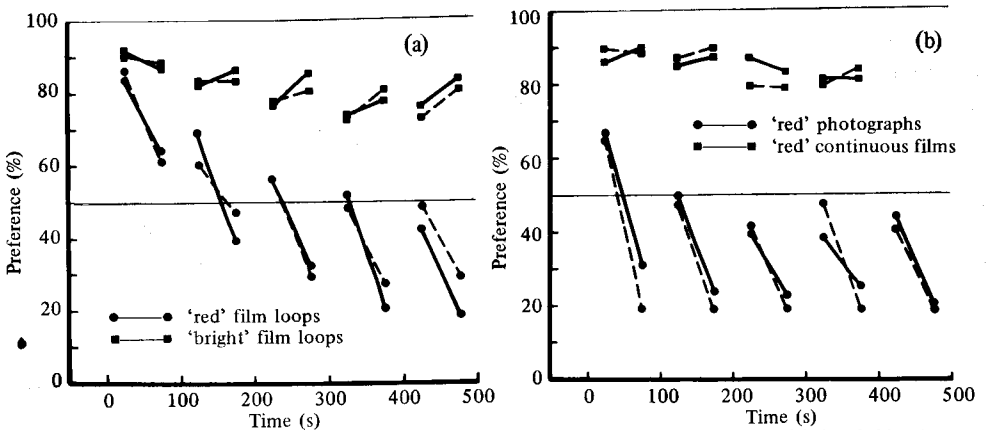 100
80
60
40
20
0
Preference (%)
(a)
'red' film loops
'bright' film loops
0 100 200 300 400 500
Time (s)
100
80
60
40
20
0
Preference (%)
(b)
'red' photographs
'red' continuous films
0 100 200 300 400 500
Time (s)